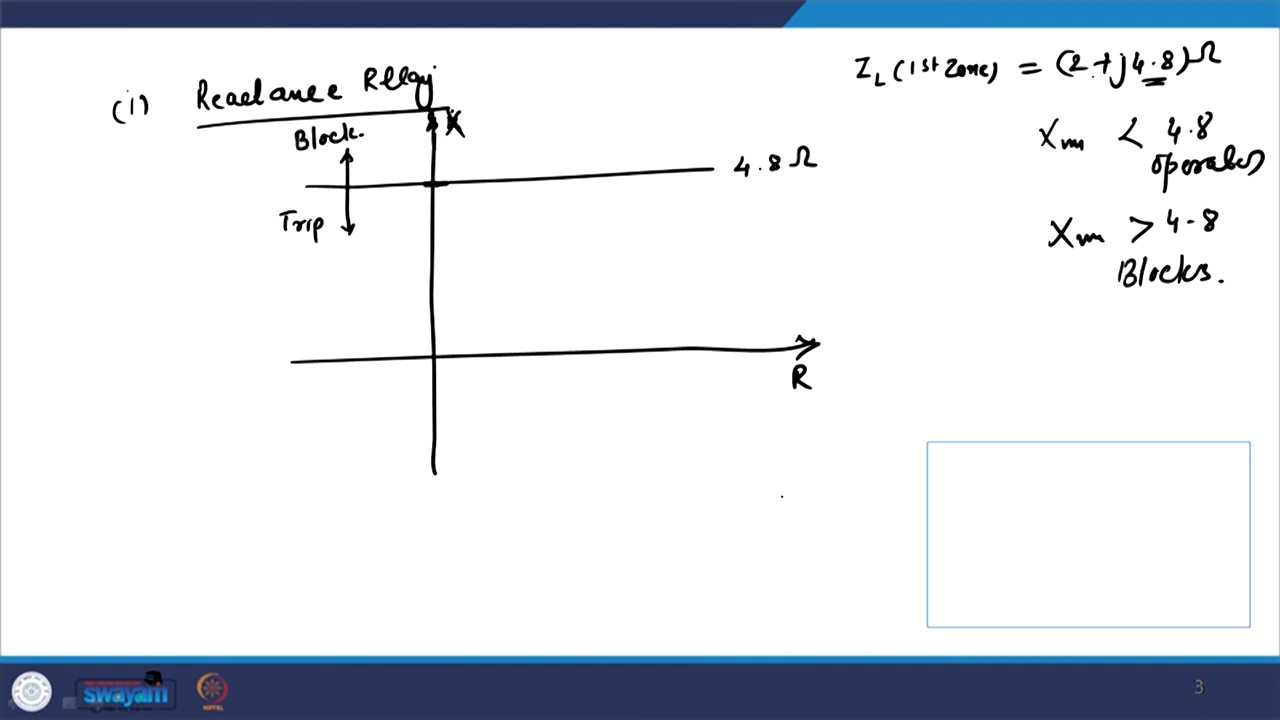 (i) Reactance Relay
Z_L (1st Zone) = (2 + j4.8) Ω
X_m < 4.8
operates
X_m > 4.8
Blocks.
X
Block.
4.8 Ω
Trip
R
swayam
3